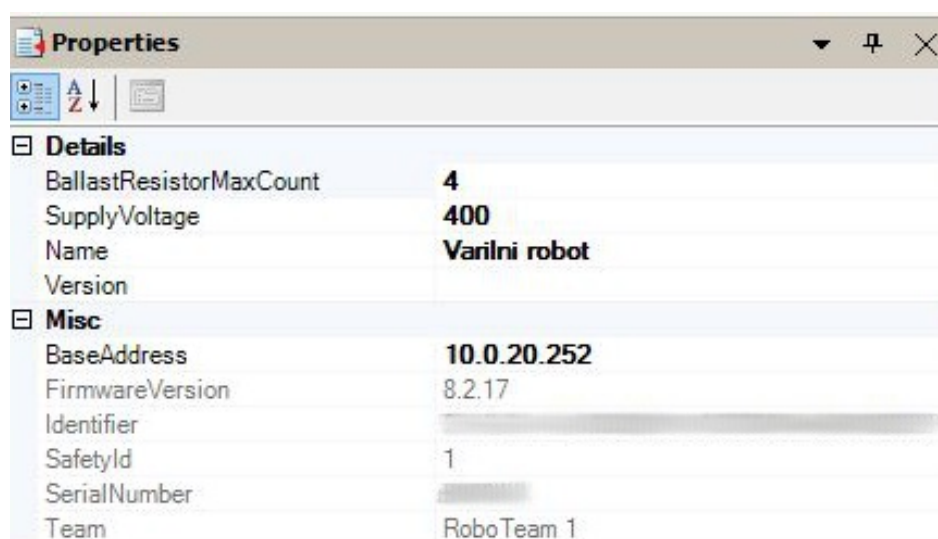 Properties
Details
BallastResistorMaxCount 4
SupplyVoltage 400
Name Varilni robot
Version
Misc
BaseAddress 10.0.20.252
FirmwareVersion 8.2.17
Identifier
SafetyId 1
SerialNumber
Team RoboTeam 1